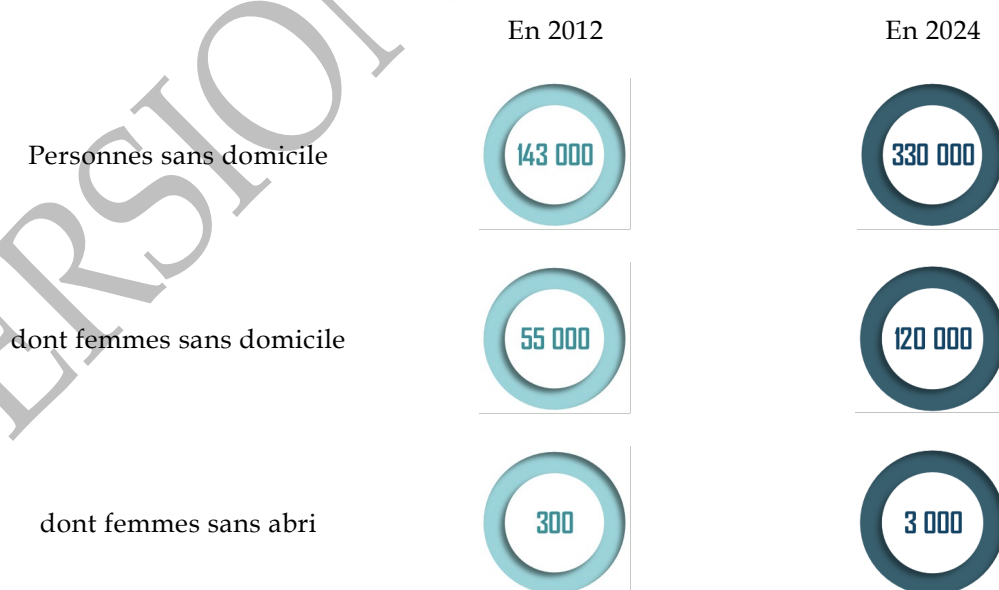 En 2012 En 2024
Personnes sans domicile 143 000 330 000
dont femmes sans domicile 55 000 120 000
dont femmes sans abri 300 3 000
ERSION